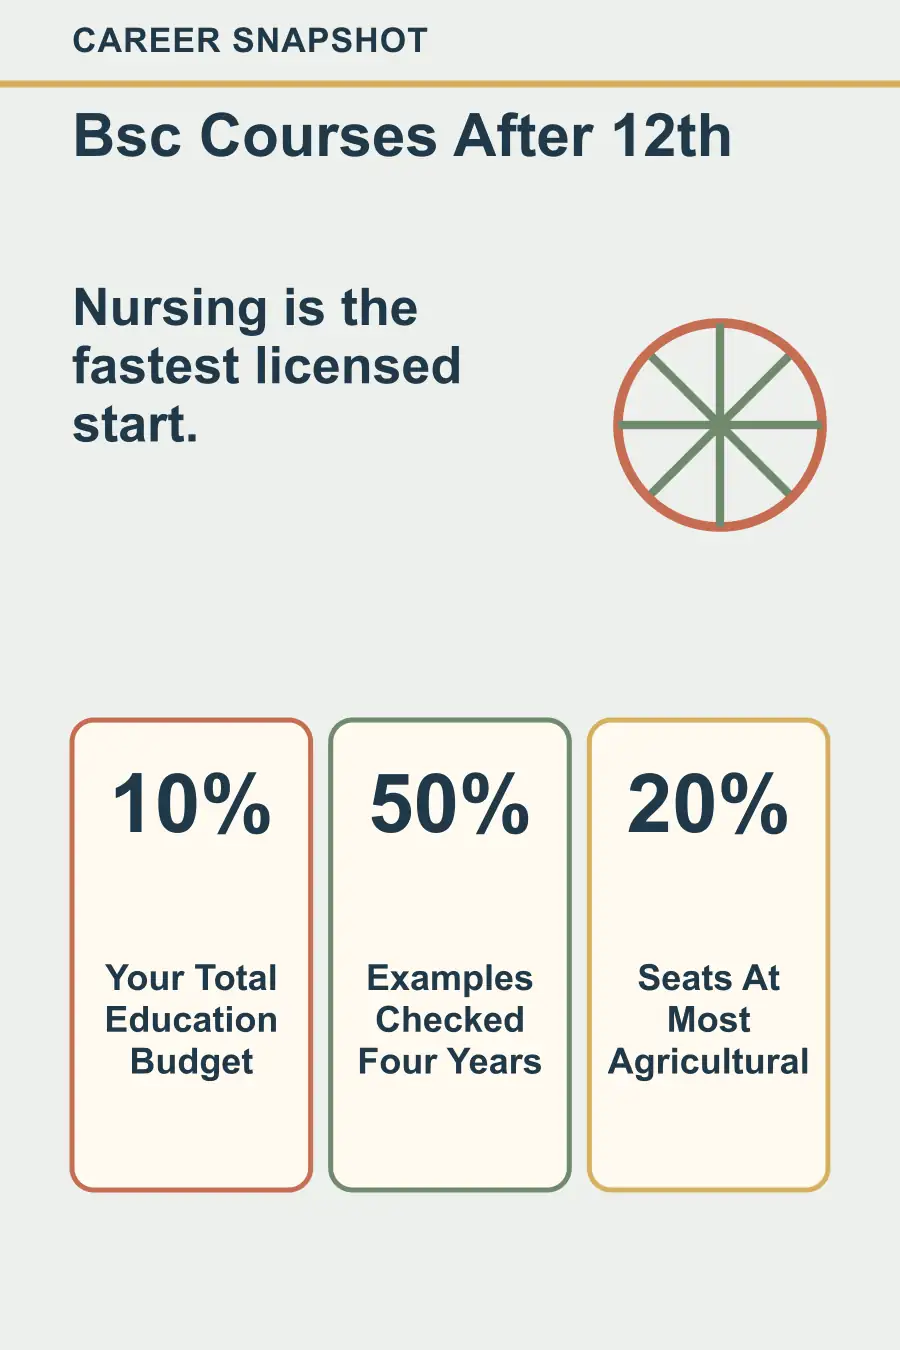 CAREER SNAPSHOT
Bsc Courses After 12th
Nursing is the
fastest licensed
start.
10%
Your Total
Education
Budget
50%
Examples
Checked
Four Years
20%
Seats At
Most
Agricultural